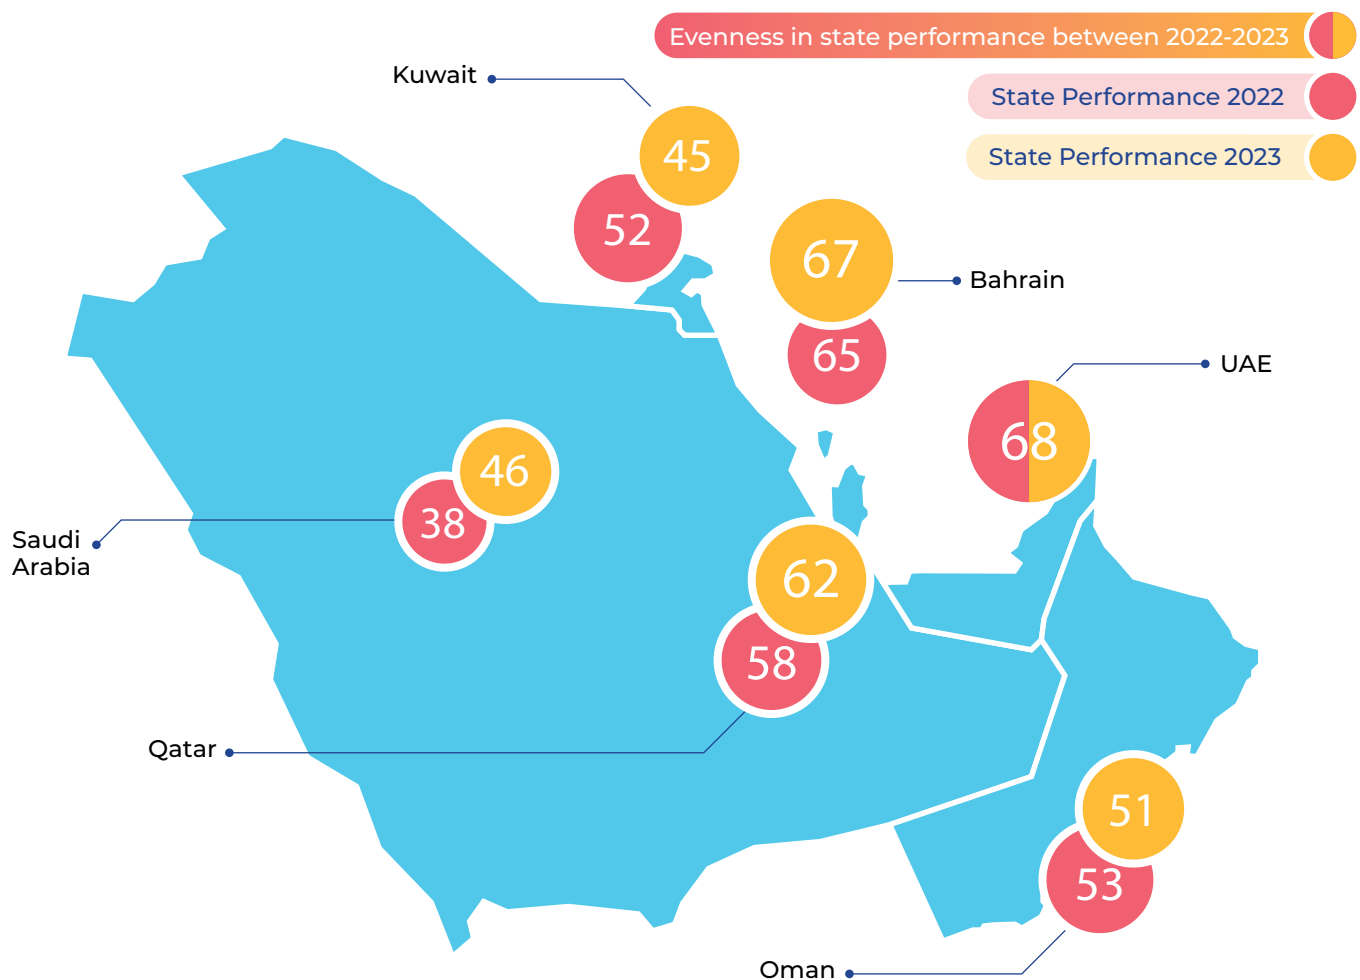 Evenness in state performance between 2022-2023
State Performance 2022
State Performance 2023
Kuwait
45
52
67
Bahrain
65
UAE
68
46
38
Saudi
Arabia
62
58
Qatar
51
53
Oman